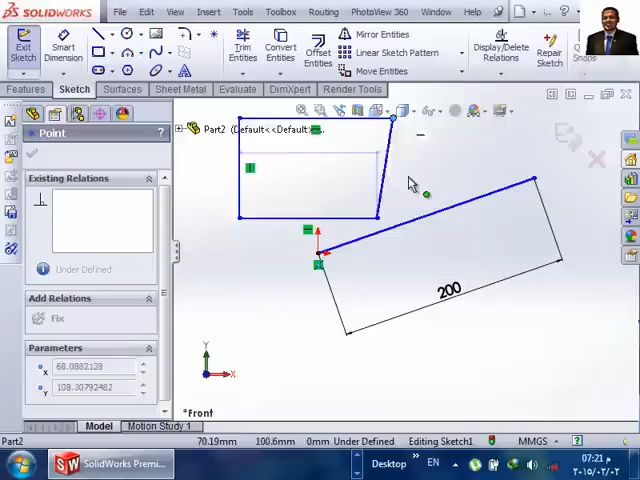 SOLIDWORKS File Edit View Insert Tools Routing PhotoView 360 Window Help
Exit Sketch
Smart Dimension
Trim Entities
Convert Entities
Offset Entities
Mirror Entities
Linear Sketch Pattern
Move Entities
Display/Delete Relations
Repair Sketch
Snaps
Features Sketch Surfaces Sheet Metal Evaluate DimXpert Render Tools
Part2 (Default<<Default>
Point
Existing Relations
Under Defined
Add Relations
Fix
Parameters
X 68.0882128
Y 108.30792482
200
Y
X
*Front
Model Motion Study 1
Part2 70.19mm 100.6mm 0mm Under Defined Editing Sketch1 MMGS
SolidWorks Premi...
Desktop
EN
07:21 م
٢٠١٥/٠٢/٠٢